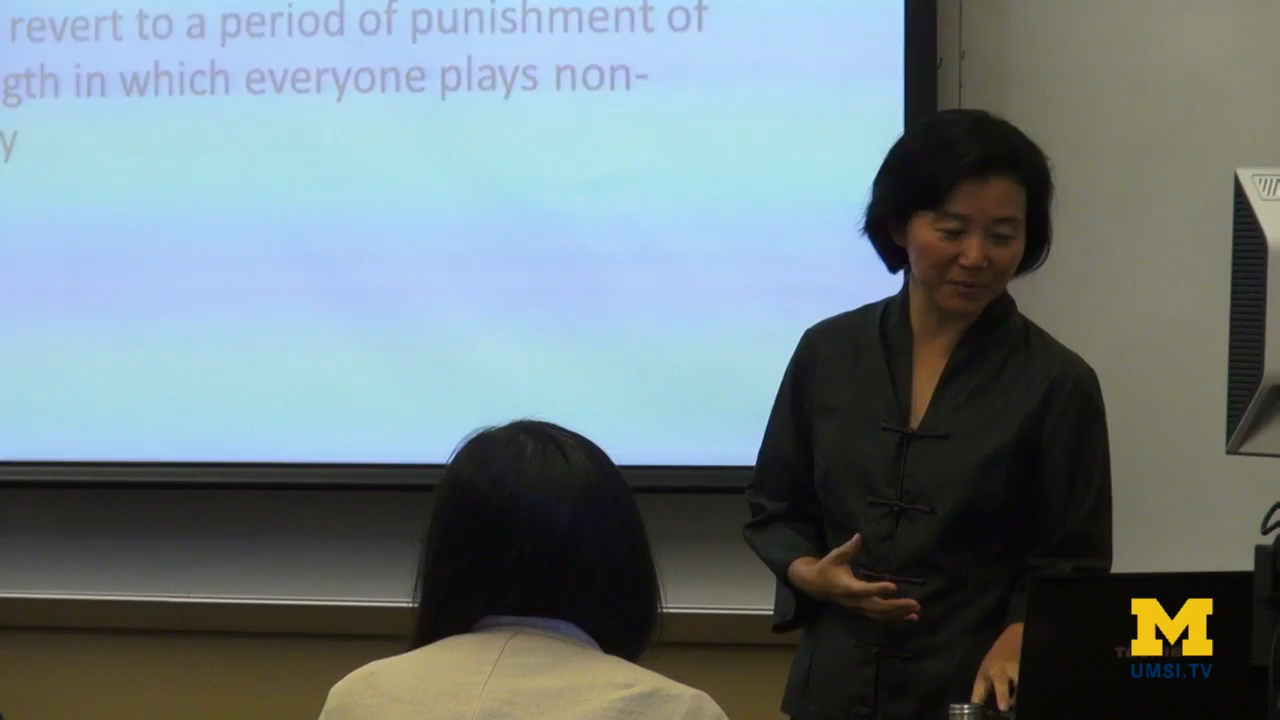 revert to a period of punishment of
gth in which everyone plays non-
y
M
UMSI.TV